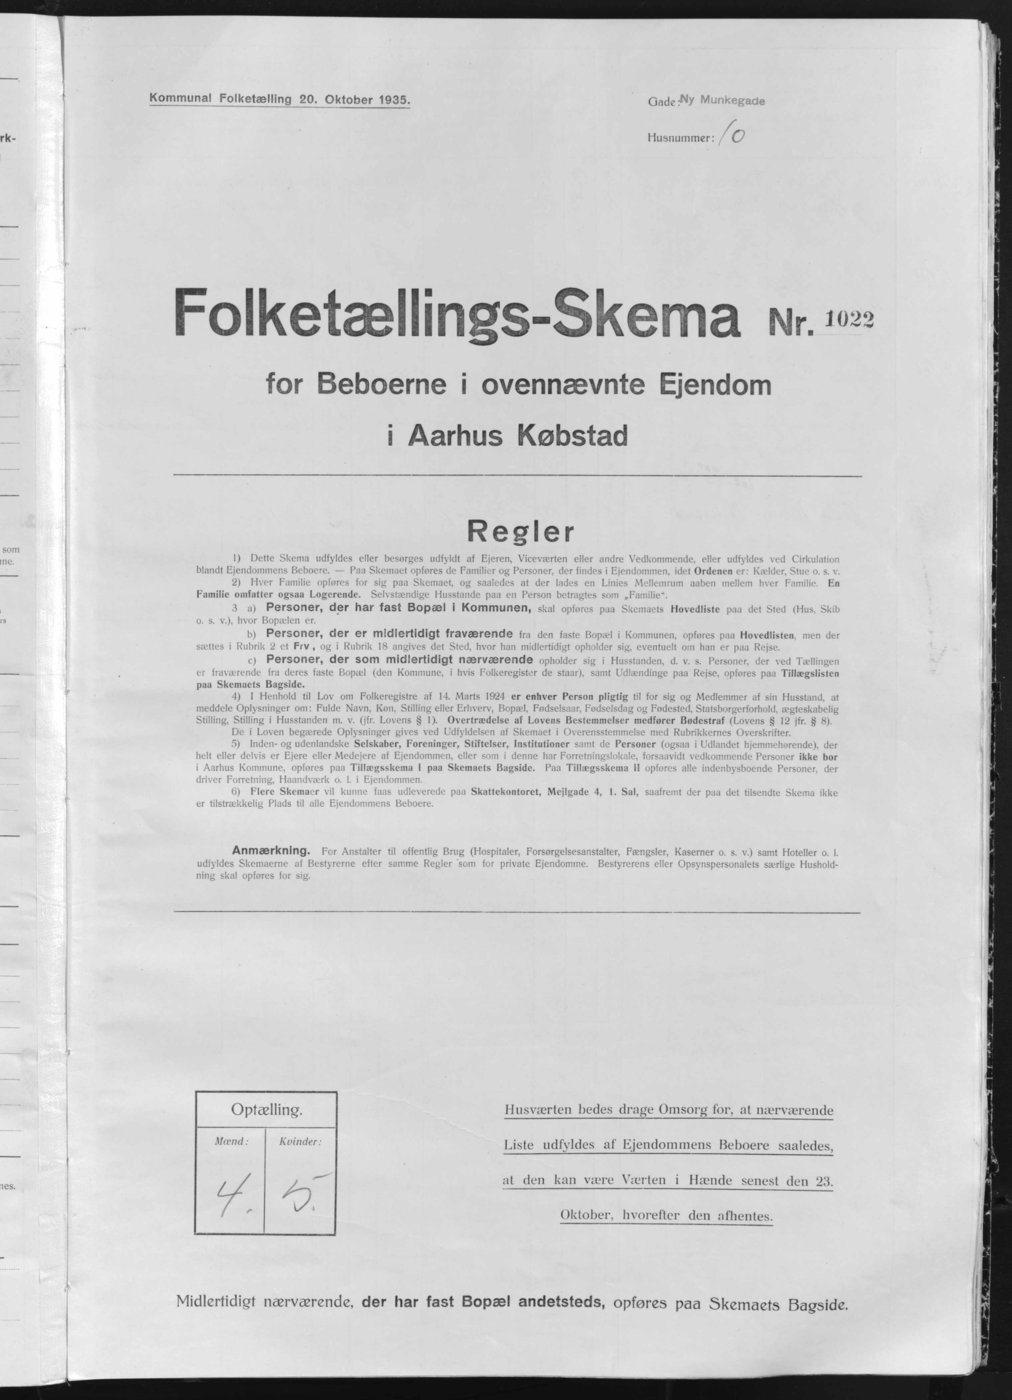 Kommunal Folketælling 20. Oktober 1935.
Gade: Ny Munkegade
Husnummer: 10
Folketællings-Skema Nr. 1022
for Beboerne i ovennævnte Ejendom
i Aarhus Købstad
Regler
1) Dette Skema udfyldes eller besørges udfyldt af Ejeren, Viceværten eller andre Vedkommende, eller udfyldes ved Cirkulation
blandt Ejendommens Beboere. — Paa Skemaet opføres de Familier og Personer, der findes i Ejendommen, idet Ordenen er: Kælder, Stue o. s. v.
2) Hver Familie opføres for sig paa Skemaet, og saaledes at der lades en Linies Mellemrum aaben mellem hver Familie. En
Familie omfatter ogsaa Logerende. Selvstændige Husstande paa en Person betragtes som „Familie“.
3 a) Personer, der har fast Bopæl i Kommunen, skal opføres paa Skemaets Hovedliste paa det Sted (Hus, Skib
o. s. v.), hvor Bopælen er.
b) Personer, der er midlertidigt fraværende fra den faste Bopæl i Kommunen, opføres paa Hovedlisten, men der
sættes i Rubrik 2 et Frv, og i Rubrik 18 angives det Sted, hvor han midlertidigt opholder sig, eventuelt om han er paa Rejse.
c) Personer, der som midlertidigt nærværende opholder sig i Husstanden, d. v. s. Personer, der ved Tællingen
er fraværende fra deres faste Bopæl (den Kommune, i hvis Folkeregister de staar), samt Udlændinge paa Rejse, opføres paa Tillægslisten
paa Skemaets Bagside.
4) I Henhold til Lov om Folkeregistre af 14. Marts 1924 er enhver Person pligtig til for sig og Medlemmer af sin Husstand, at
meddele Oplysninger om: Fulde Navn, Køn, Stilling eller Erhverv, Bopæl, Fødselsaar, Fødselsdag og Fødested, Statsborgerforhold, ægteskabelig
Stilling, Stilling i Husstanden m. v. (jfr. Lovens § 1). Overtrædelse af Lovens Bestemmelser medfører Bødestraf (Lovens § 12 jfr. § 8).
De i Loven begærede Oplysninger gives ved Udfyldelsen af Skemaet i Overensstemmelse med Rubrikkernes Overskrifter.
5) Inden- og udenlandske Selskaber, Foreninger, Stiftelser, Institutioner samt de Personer (ogsaa i Udlandet hjemmehørende), der
helt eller delvis er Ejere eller Medejere af Ejendommen, eller som i denne har Forretningslokale, forsaavidt vedkommende Personer ikke bor
i Aarhus Kommune, opføres paa Tillægsskema I paa Skemaets Bagside. Paa Tillægsskema II opføres alle indenbysboende Personer, der
driver Forretning, Haandværk o. l. i Ejendommen.
6) Flere Skemaer vil kunne faas udleverede paa Skattekontoret, Mejlgade 4, 1. Sal, saafremt der paa det tilsendte Skema ikke
er tilstrækkelig Plads til alle Ejendommens Beboere.
Anmærkning. For Anstalter til offentlig Brug (Hospitaler, Forsørgelsesanstalter, Fængsler, Kaserner o. s. v.) samt Hoteller o. l.
udfyldes Skemaerne af Bestyrerne efter samme Regler som for private Ejendomme. Bestyrerens eller Opsynspersonalets særlige Hushold-
ning skal opføres for sig.
Optælling.
Mænd: Kvinder:
4. 5.
Husværten bedes drage Omsorg for, at nærværende
Liste udfyldes af Ejendommens Beboere saaledes,
at den kan være Værten i Hænde senest den 23.
Oktober, hvorefter den afhentes.
Midlertidigt nærværende, der har fast Bopæl andetsteds, opføres paa Skemaets Bagside.